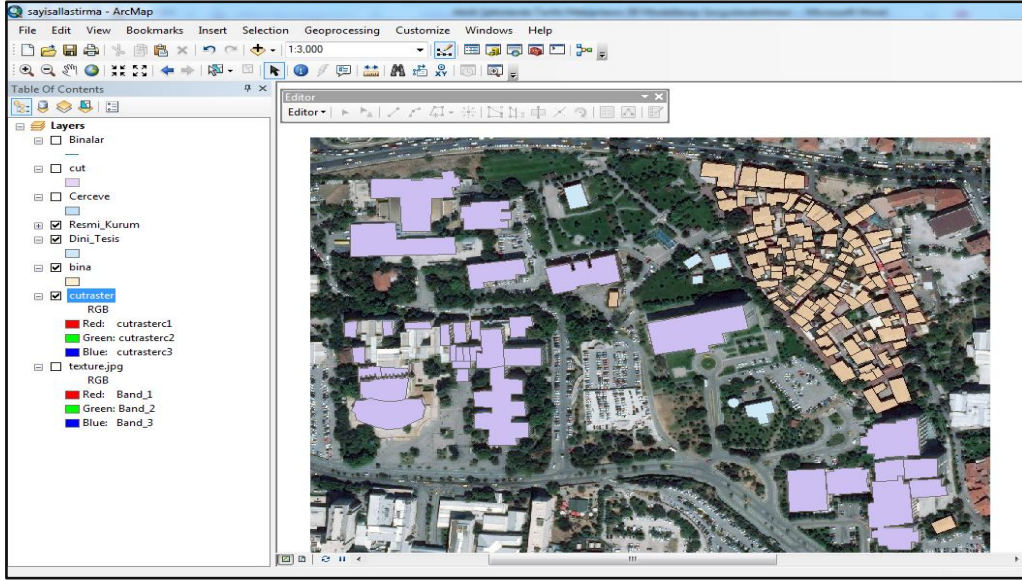 sayisallastirma - ArcMap
File Edit View Bookmarks Insert Selection Geoprocessing Customize Windows Help
1:3,000
Table Of Contents
Editor
Editor
Layers
Binalar
cut
Cerceve
Resmi_Kurum
Dini_Tesis
bina
cutraster
RGB
Red: cutrasterc1
Green: cutrasterc2
Blue: cutrasterc3
texture.jpg
RGB
Red: Band_1
Green: Band_2
Blue: Band_3